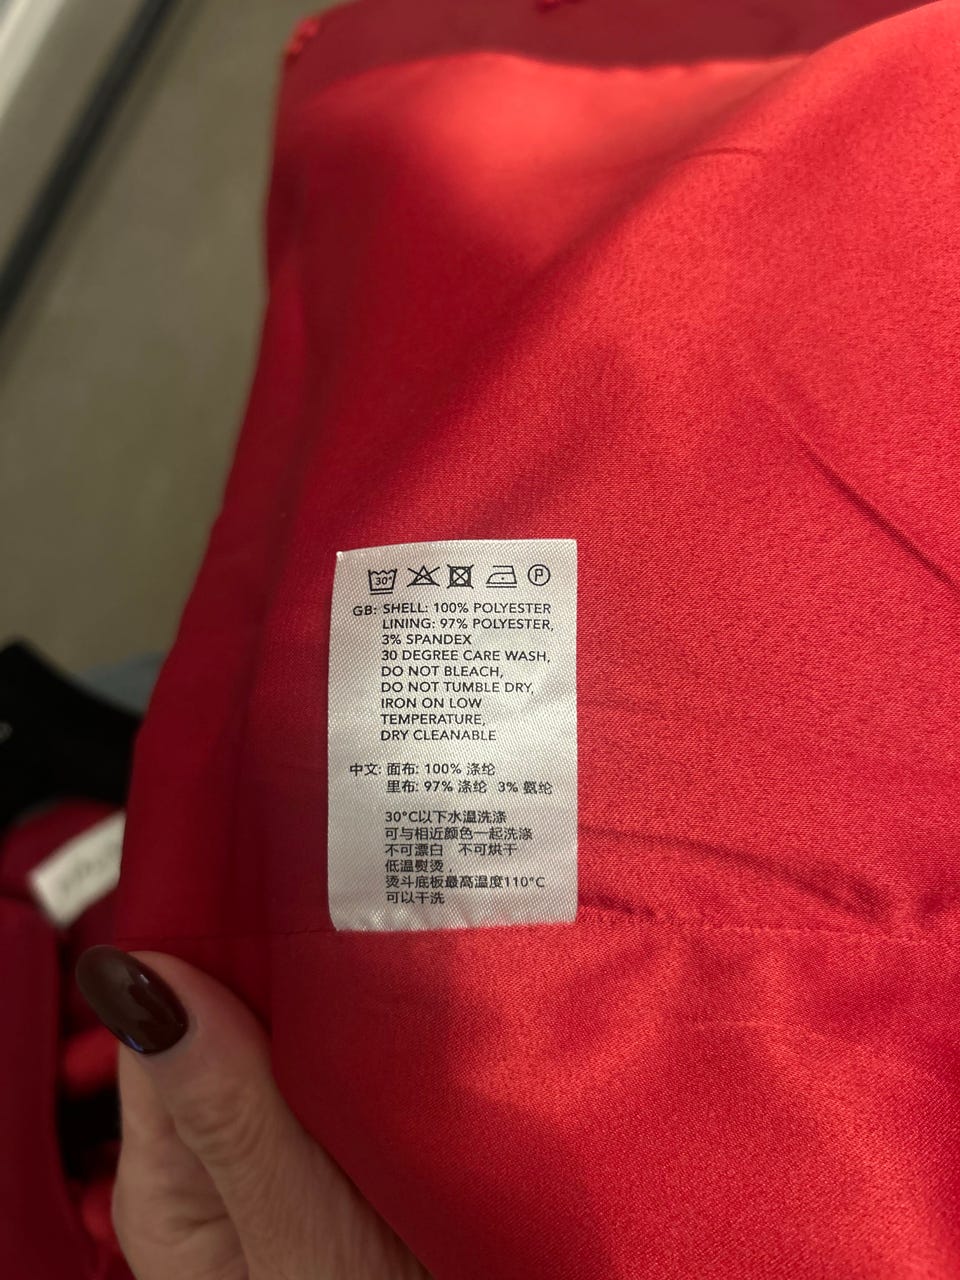 30°
P
GB: SHELL: 100% POLYESTER
LINING: 97% POLYESTER,
3% SPANDEX
30 DEGREE CARE WASH,
DO NOT BLEACH,
DO NOT TUMBLE DRY,
IRON ON LOW
TEMPERATURE,
DRY CLEANABLE
中文: 面布: 100% 涤纶
里布: 97% 涤纶 3% 氨纶
30°C以下水温洗涤
可与相近颜色一起洗涤
不可漂白 不可烘干
低温熨烫,
烫斗底板最高温度110°C
可以干洗